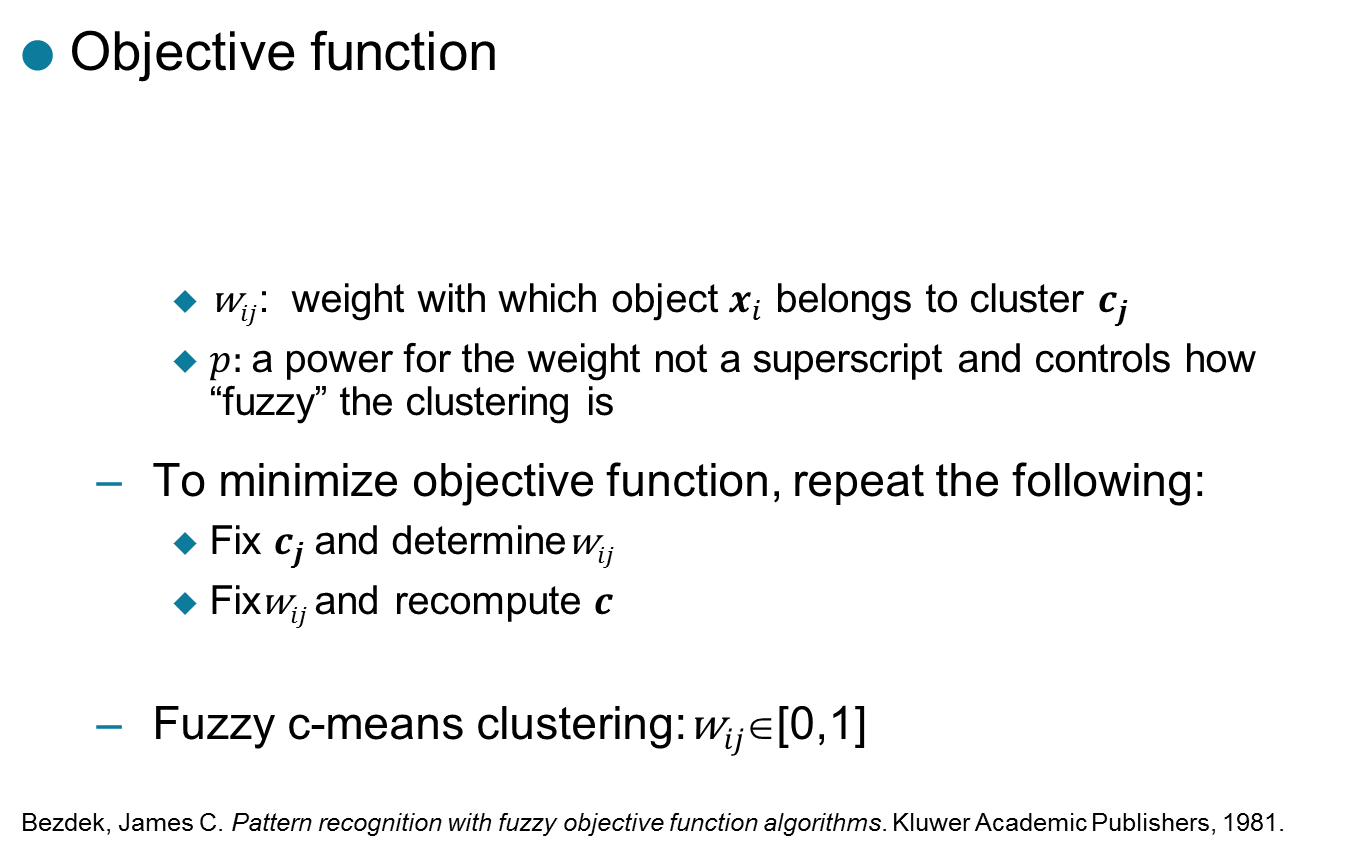 Objective function
wᵢⱼ: weight with which object 𝒙ᵢ belongs to cluster 𝒄ⱼ
p: a power for the weight not a superscript and controls how
“fuzzy” the clustering is
– To minimize objective function, repeat the following:
Fix 𝒄ⱼ and determine wᵢⱼ
Fix wᵢⱼ and recompute 𝒄
– Fuzzy c-means clustering: wᵢⱼ∈[0,1]
Bezdek, James C. Pattern recognition with fuzzy objective function algorithms. Kluwer Academic Publishers, 1981.